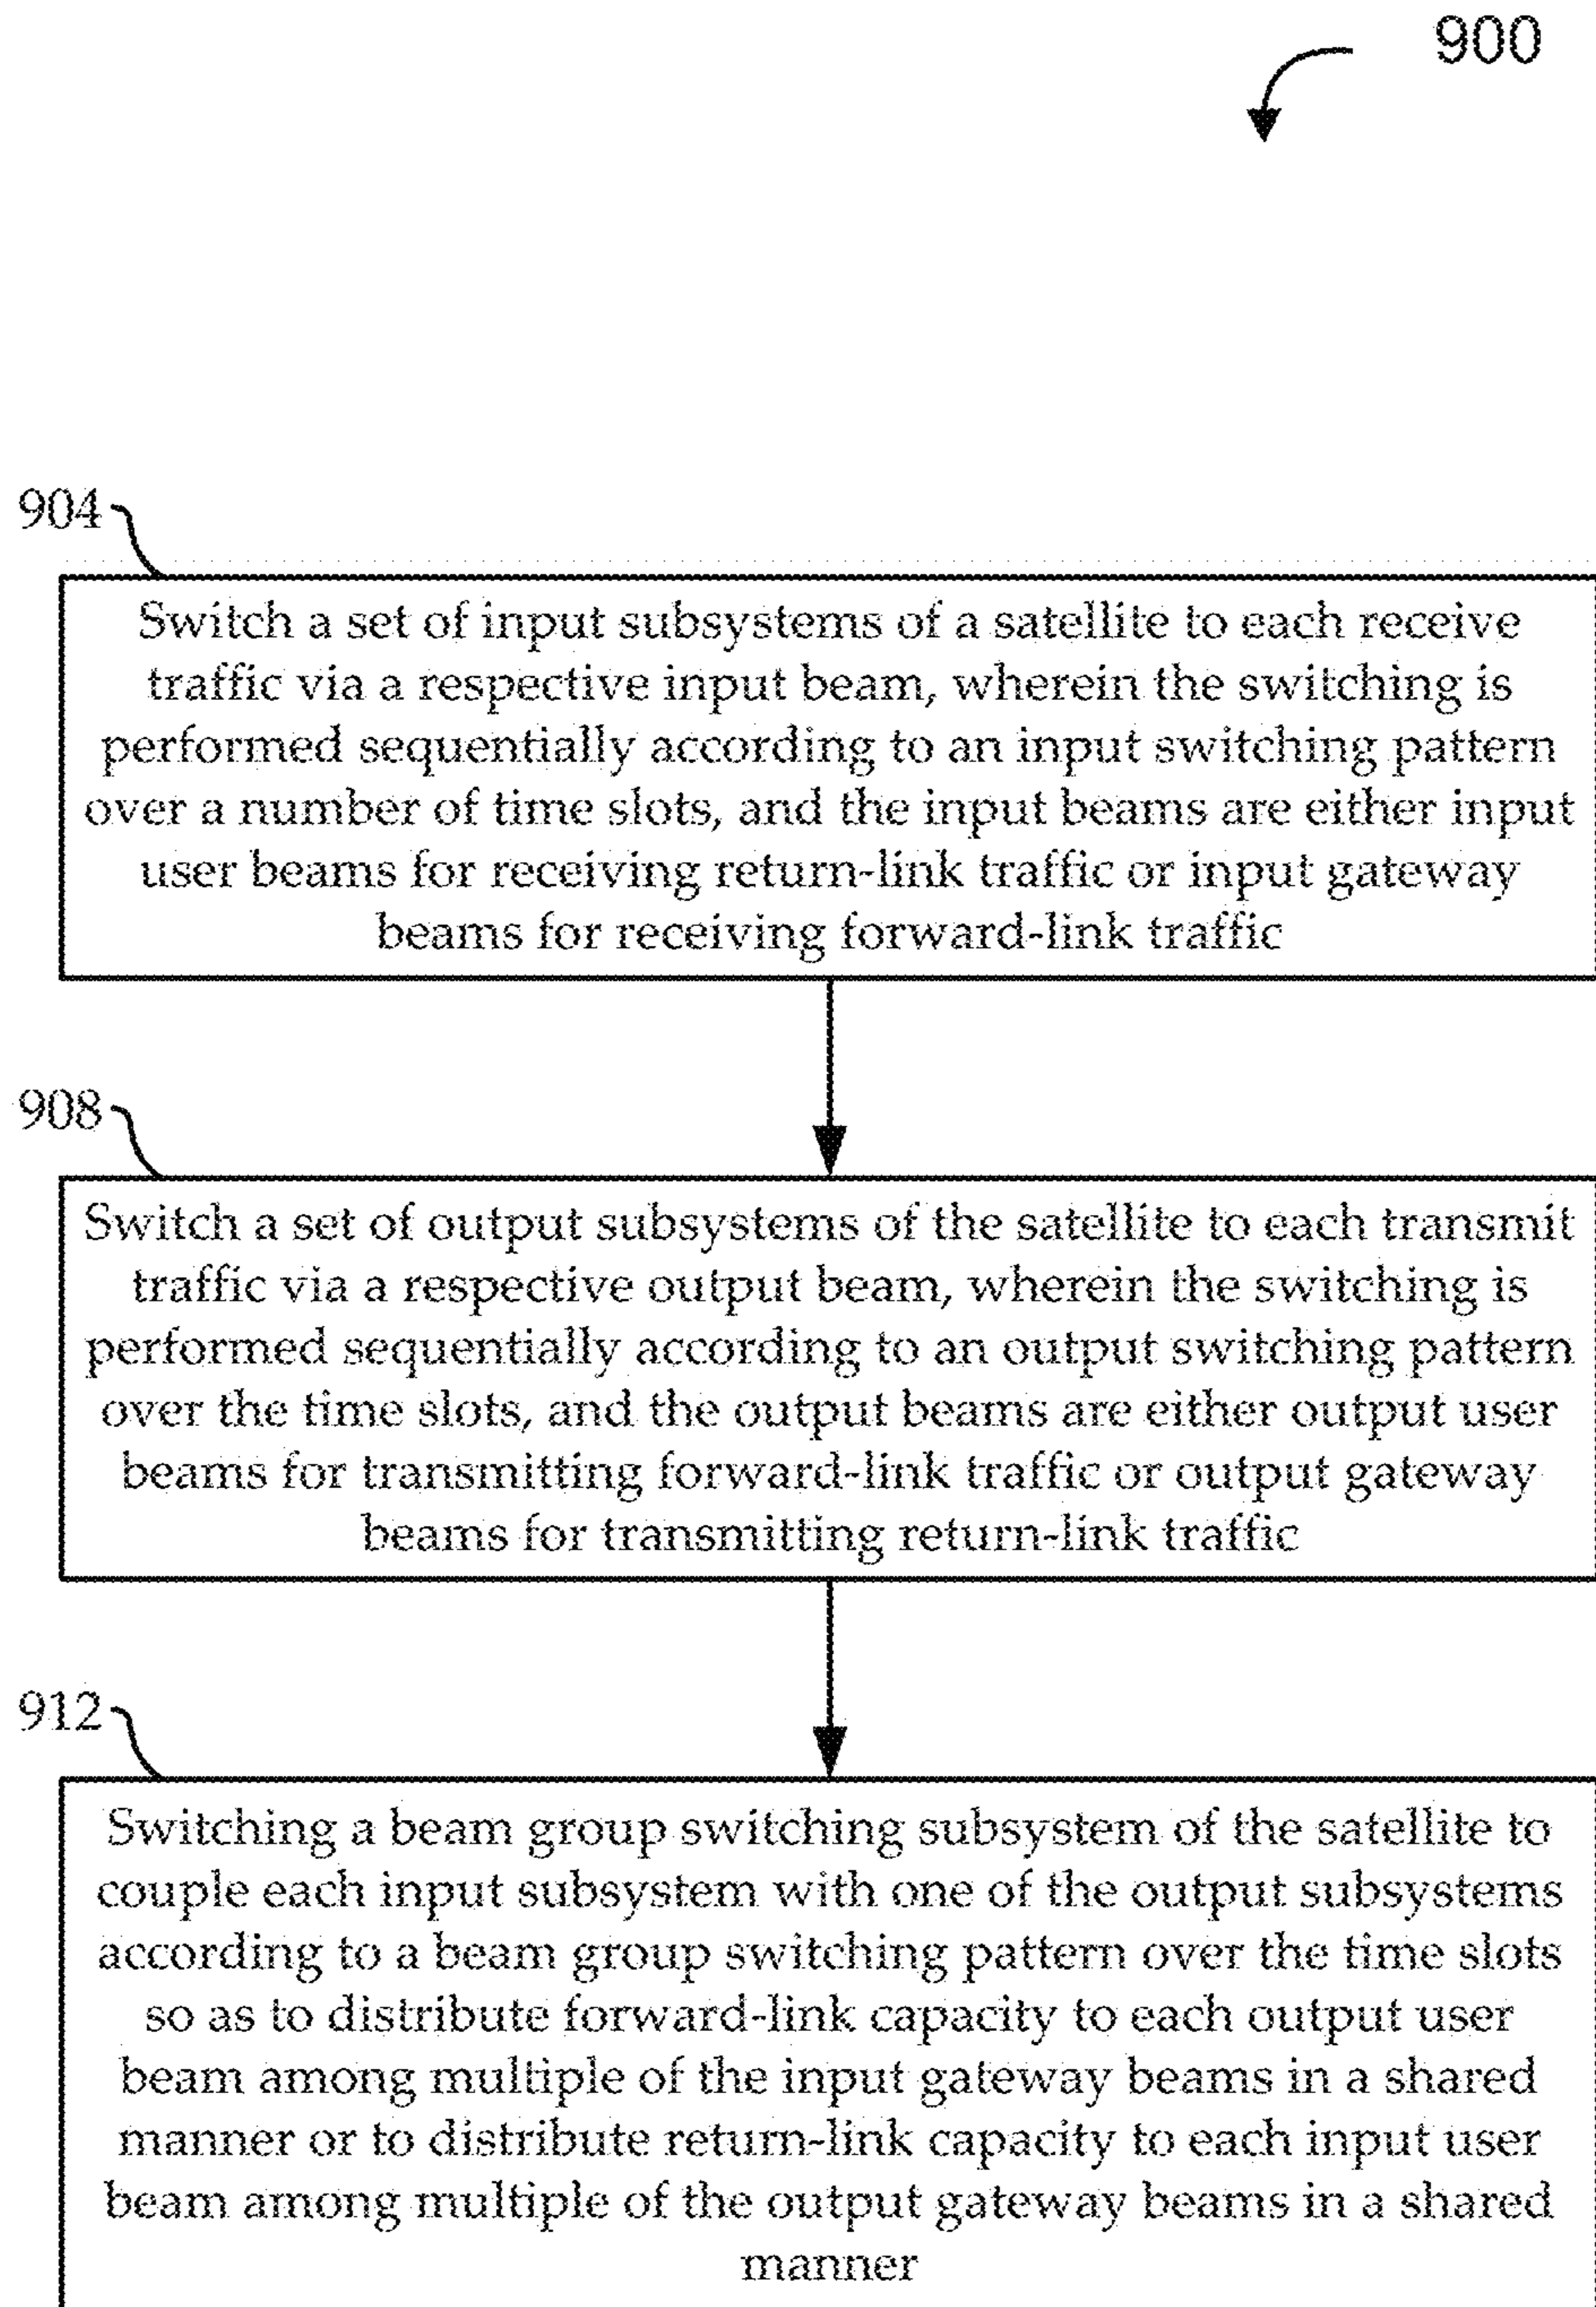 900
904
Switch a set of input subsystems of a satellite to each receive
traffic via a respective input beam, wherein the switching is
performed sequentially according to an input switching pattern
over a number of time slots, and the input beams are either input
user beams for receiving return-link traffic or input gateway
beams for receiving forward-link traffic
908
Switch a set of output subsystems of the satellite to each transmit
traffic via a respective output beam, wherein the switching is
performed sequentially according to an output switching pattern
over the time slots, and the output beams are either output user
beams for transmitting forward-link traffic or output gateway
beams for transmitting return-link traffic
912
Switching a beam group switching subsystem of the satellite to
couple each input subsystem with one of the output subsystems
according to a beam group switching pattern over the time slots
so as to distribute forward-link capacity to each output user
beam among multiple of the input gateway beams in a shared
manner or to distribute return-link capacity to each input user
beam among multiple of the output gateway beams in a shared
manner